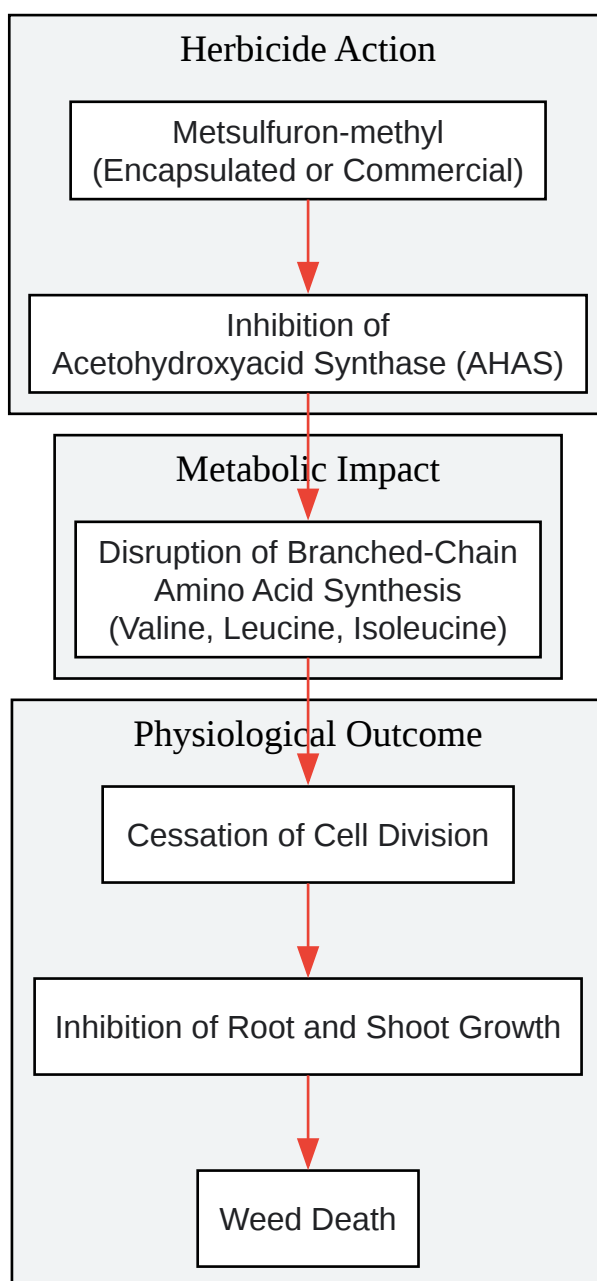 Herbicide Action
Metsulfuron-methyl
(Encapsulated or Commercial)
Inhibition of
Acetohydroxyacid Synthase (AHAS)
Metabolic Impact
Disruption of Branched-Chain
Amino Acid Synthesis
(Valine, Leucine, Isoleucine)
Physiological Outcome
Cessation of Cell Division
Inhibition of Root and Shoot Growth
Weed Death